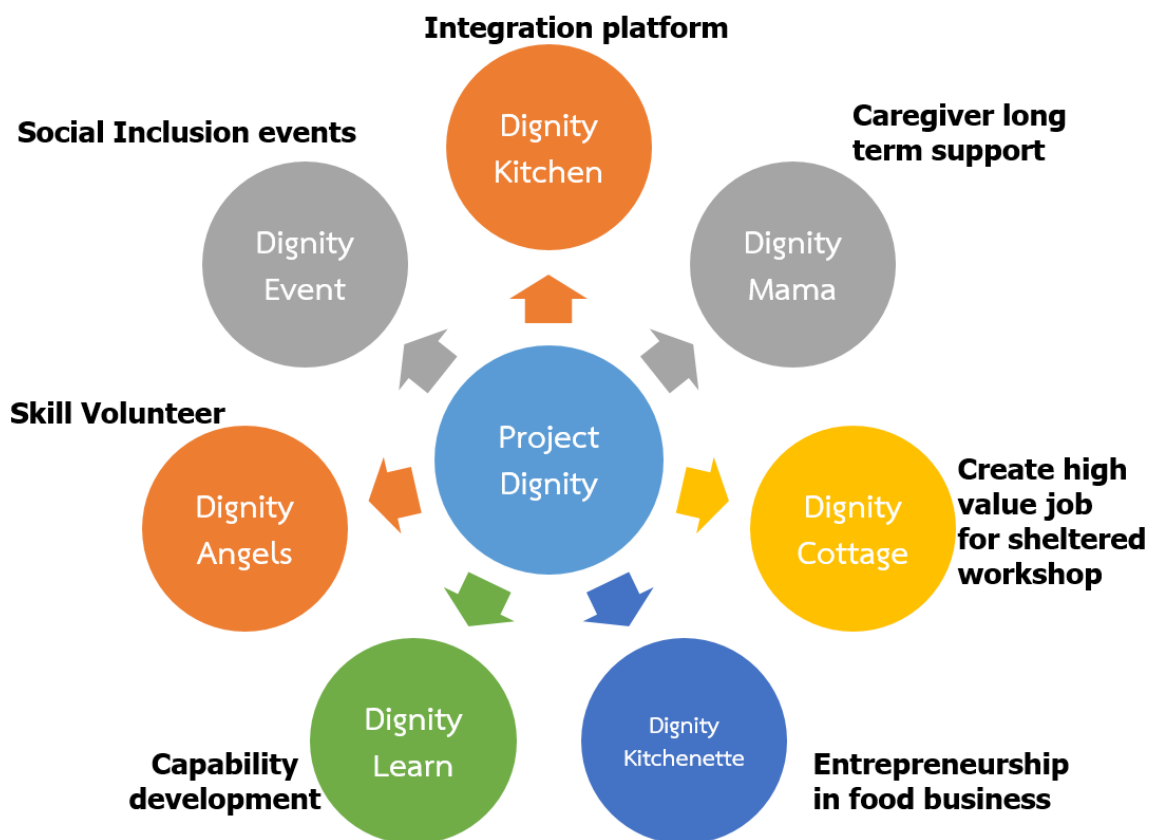 Integration platform
Dignity
Kitchen
Caregiver long
term support
Dignity
Mama
Create high
value job
for sheltered
workshop
Dignity
Cottage
Entrepreneurship
in food business
Dignity
Kitchenette
Capability
development
Dignity
Learn
Skill Volunteer
Dignity
Angels
Social Inclusion events
Dignity
Event
Project
Dignity